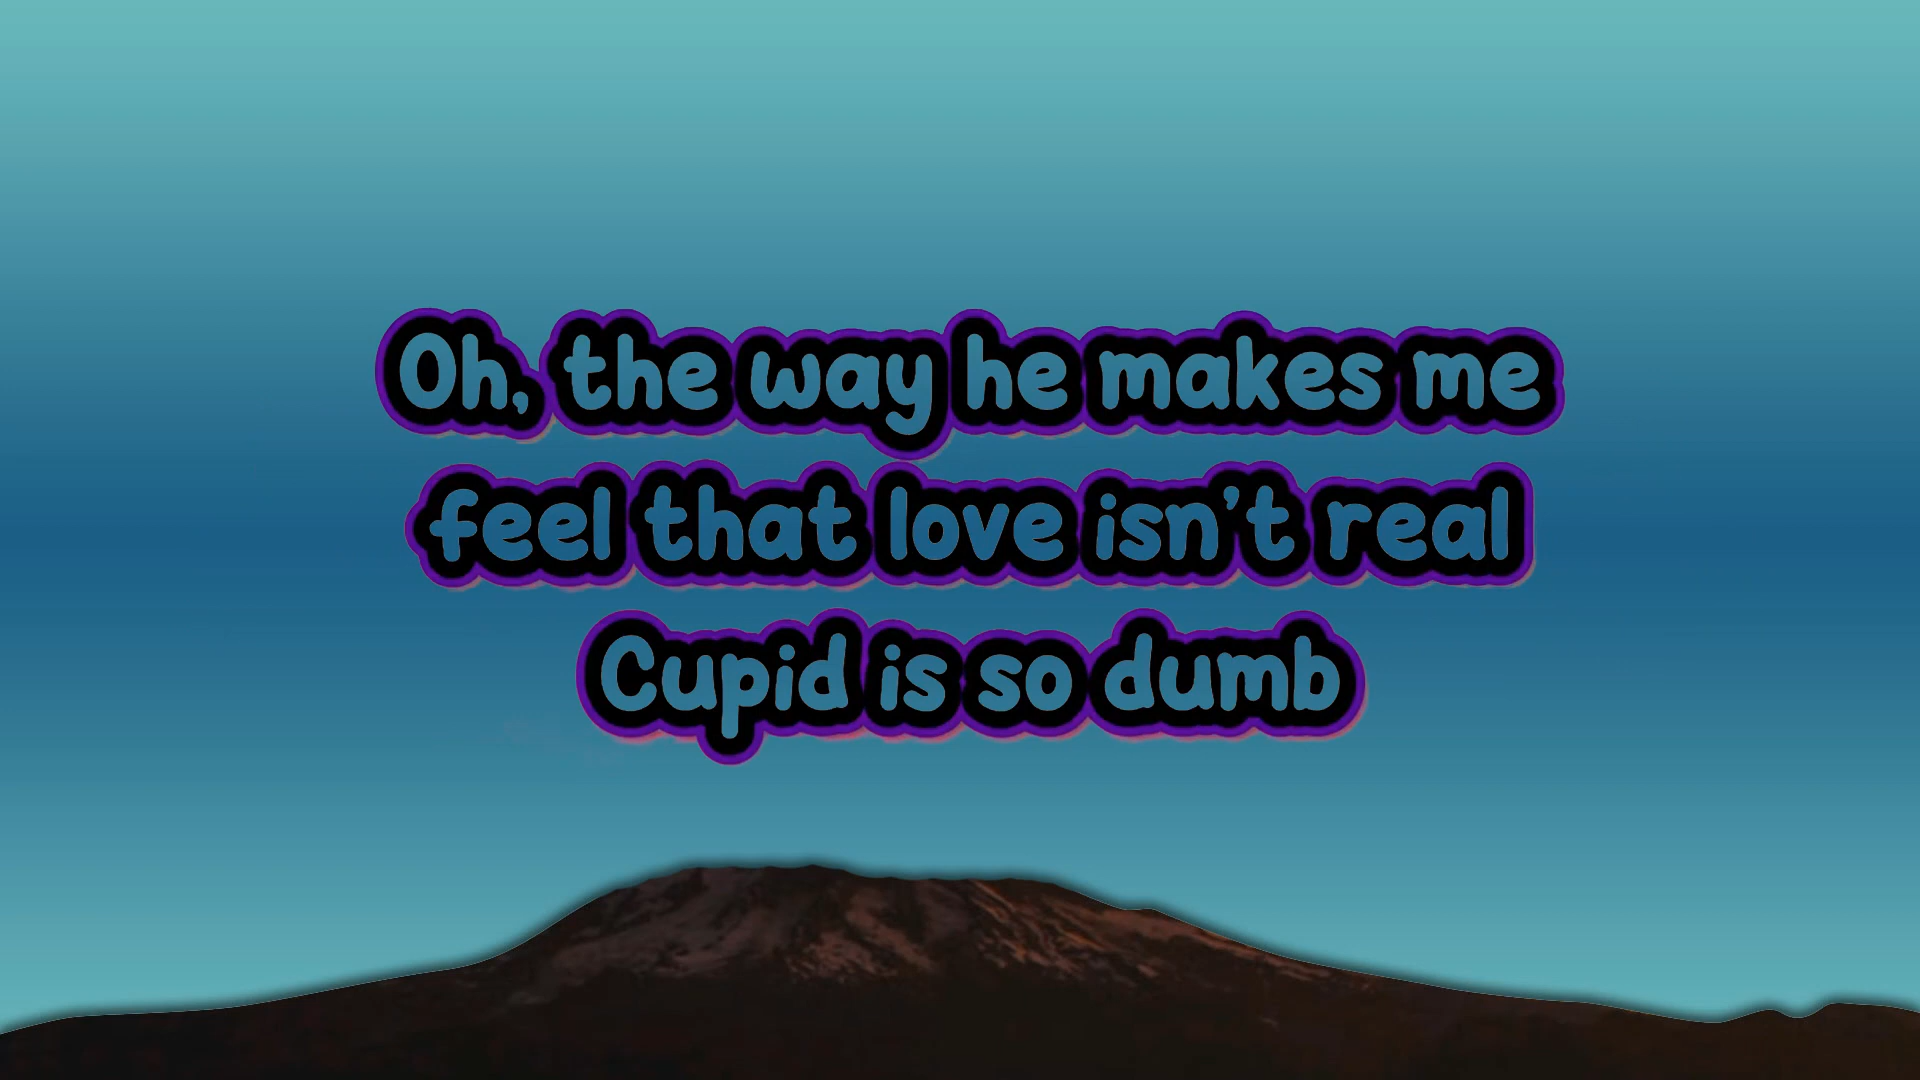 Oh, the way he makes me
feel that love isn’t real
Cupid is so dumb